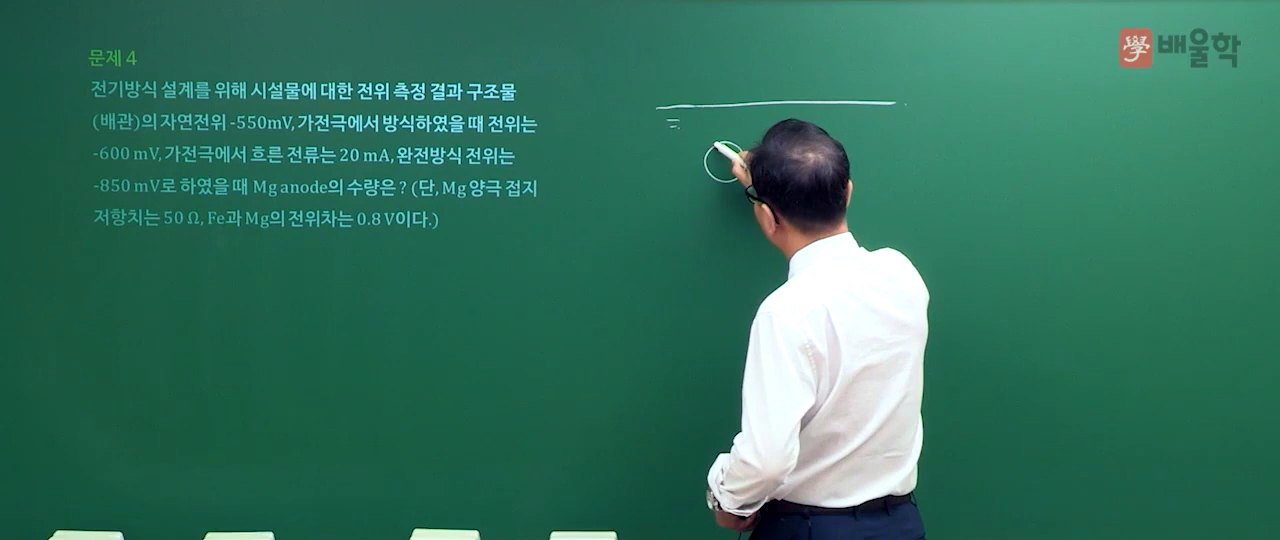 學 배울학
문제 4
전기방식 설계를 위해 시설물에 대한 전위 측정 결과 구조물
(배관)의 자연전위 -550mV, 가전극에서 방식하였을 때 전위는
-600 mV, 가전극에서 흐른 전류는 20 mA, 완전방식 전위는
-850 mV로 하였을 때 Mg anode의 수량은 ? (단, Mg 양극 접지
저항치는 50 Ω, Fe과 Mg의 전위차는 0.8 V이다.)